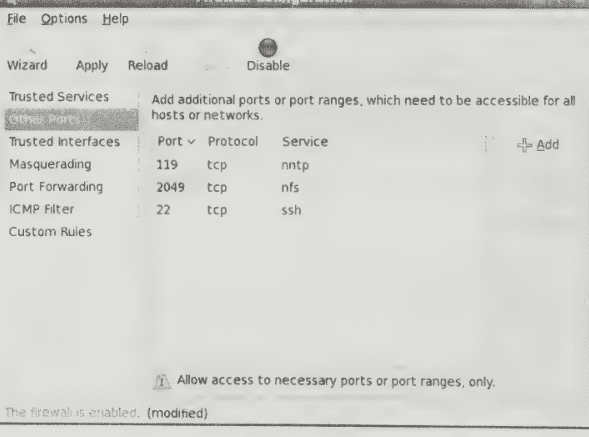 Firewall Configuration
File Options Help
Wizard Apply Reload Disable
Trusted Services
Other Ports
Trusted Interfaces
Masquerading
Port Forwarding
ICMP Filter
Custom Rules
Add additional ports or port ranges, which need to be accessible for all
hosts or networks.
Port Protocol Service
119 tcp nntp
2049 tcp nfs
22 tcp ssh
Add
Allow access to necessary ports or port ranges, only.
The firewall is enabled. (modified)